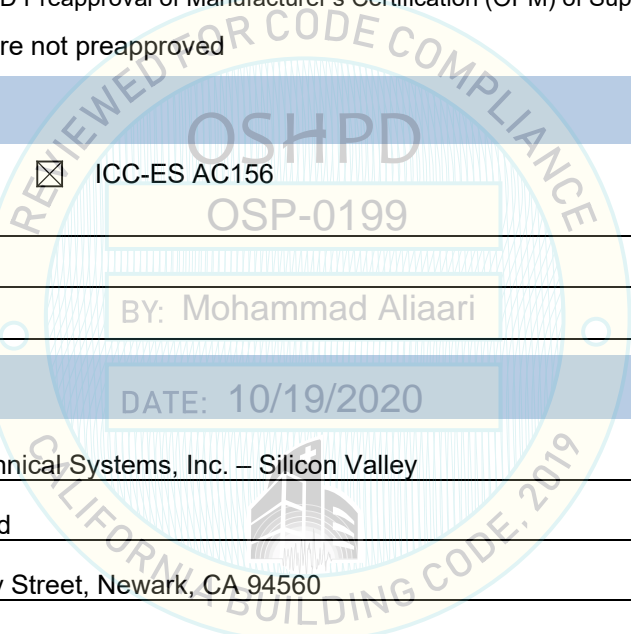 D Preapproval of Manufacturer's Certification (OPM) of Sup
re not preapproved
REVIEWED FOR CODE COMPLIANCE
OSHPD
ICC-ES AC156
OSP-0199
BY: Mohammad Aliaari
DATE: 10/19/2020
hnical Systems, Inc. – Silicon Valley
d
y Street, Newark, CA 94560
CALIFORNIA BUILDING CODE, 2019